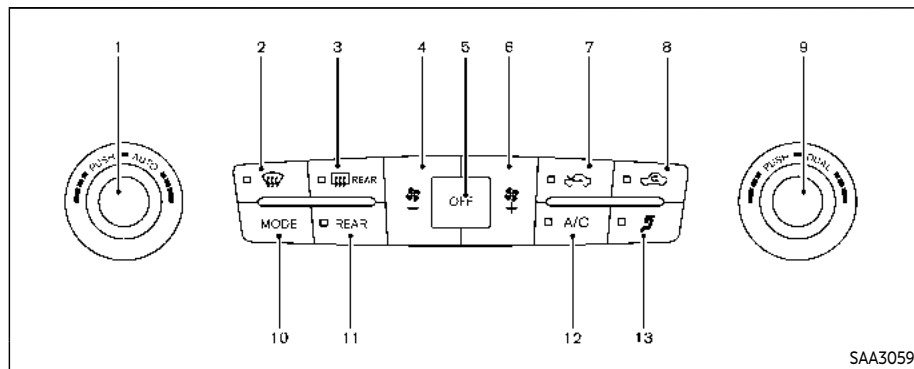 1 2 3 4 5 6 7 8 9
PUSH AUTO
REAR
OFF
PUSH DUAL
MODE
REAR
A/C
10 11 12 13
SAA3059